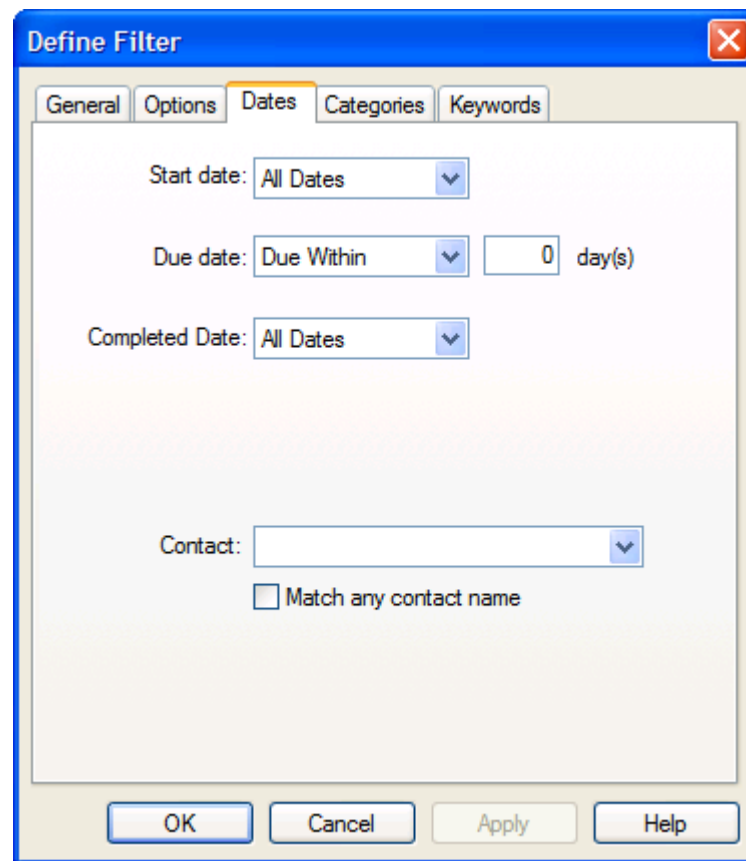 Define Filter
General Options Dates Categories Keywords
Start date: All Dates
Due date: Due Within 0 day(s)
Completed Date: All Dates
Contact:
Match any contact name
OK Cancel Apply Help